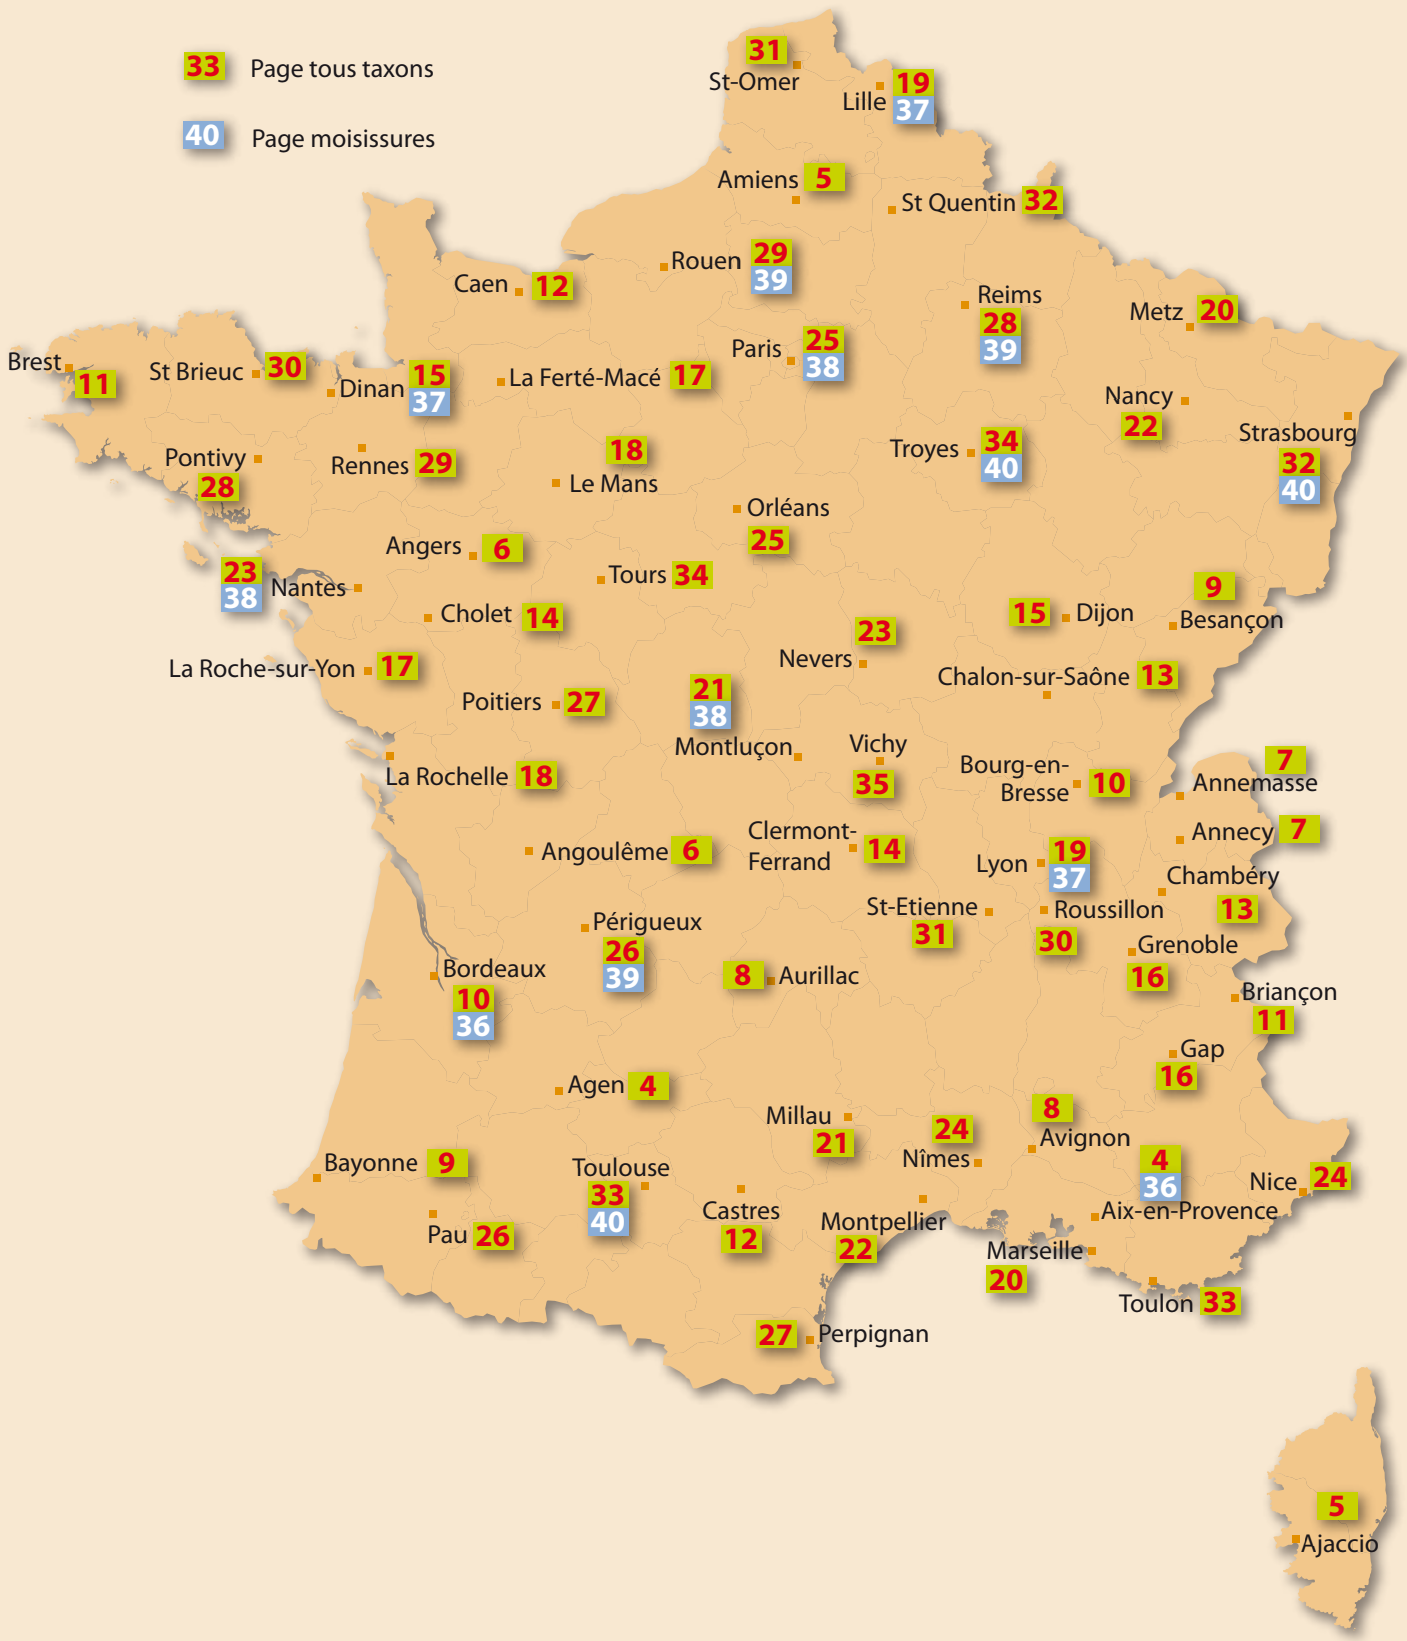 33 Page tous taxons
40 Page moisissures
31
St-Omer
Lille 19
37
Amiens 5
St Quentin 32
Rouen 29
39
Caen 12
Reims
28
39
Metz 20
Paris 25
38
Brest
11
St Brieuc 30
Dinan 15
37
La Ferté-Macé 17
Nancy
22
Strasbourg
32
40
Troyes 34
40
Pontivy
28
Rennes 29
18
Le Mans
Orléans
25
Angers 6
23
38
Nantes
Tours 34
Cholet 14
9
Besançon
15 Dijon
23
Nevers
La Roche-sur-Yon 17
Chalon-sur-Saône 13
Poitiers 27
21
38
Montluçon
Vichy
35
Bourg-en-
Bresse 10
7
Annemasse
La Rochelle 18
Annecy 7
Clermont-
Ferrand 14
Angoulême 6
Lyon 19
37
Chambéry
13
St-Etienne
31
Roussillon
30
Périgueux
26
39
Grenoble
16
Bordeaux
10
36
8 Aurillac
Briançon
11
Gap
16
Agen 4
Millau
21
8
Avignon
24
Nîmes
4
36
Aix-en-Provence
Bayonne 9
Toulouse
33
40
Nice 24
Castres
12
Montpellier
22
Pau 26
Marseille
20
Toulon 33
27 Perpignan
5
Ajaccio